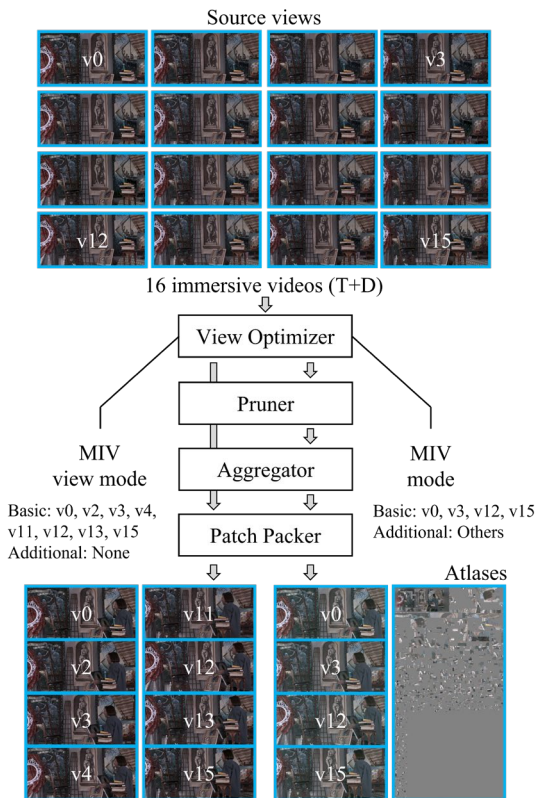 Source views
v0
v3
v12
v15
16 immersive videos (T+D)
View Optimizer
Pruner
MIV
view mode
Basic: v0, v2, v3, v4,
v11, v12, v13, v15
Additional: None
Aggregator
MIV
mode
Basic: v0, v3, v12, v15
Additional: Others
Patch Packer
Atlases
v0
v11
v0
v2
v12
v3
v3
v13
v12
v4
v15
v15